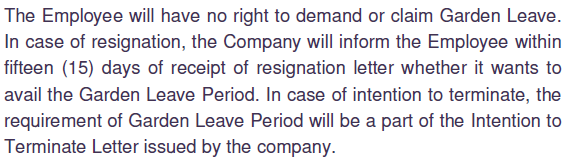 The Employee will have no right to demand or claim Garden Leave.
In case of resignation, the Company will inform the Employee within
fifteen (15) days of receipt of resignation letter whether it wants to
avail the Garden Leave Period. In case of intention to terminate, the
requirement of Garden Leave Period will be a part of the Intention to
Terminate Letter issued by the company.